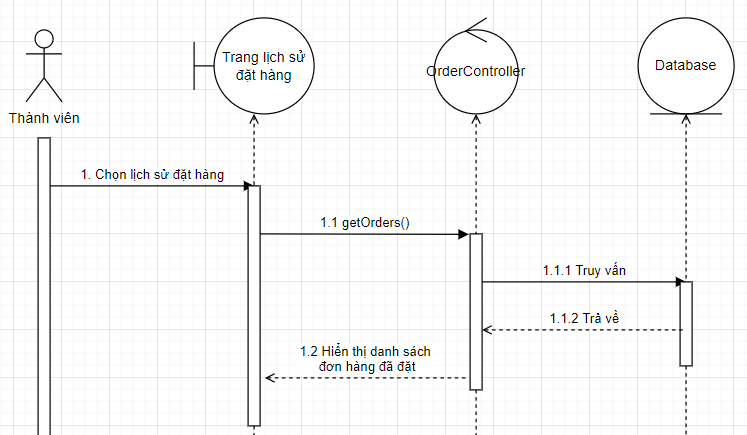 Trang lịch sử
đặt hàng
OrderController
Database
Thành viên
1. Chọn lịch sử đặt hàng
1.1 getOrders()
1.1.1 Truy vấn
1.1.2 Trả về
1.2 Hiển thị danh sách
đơn hàng đã đặt